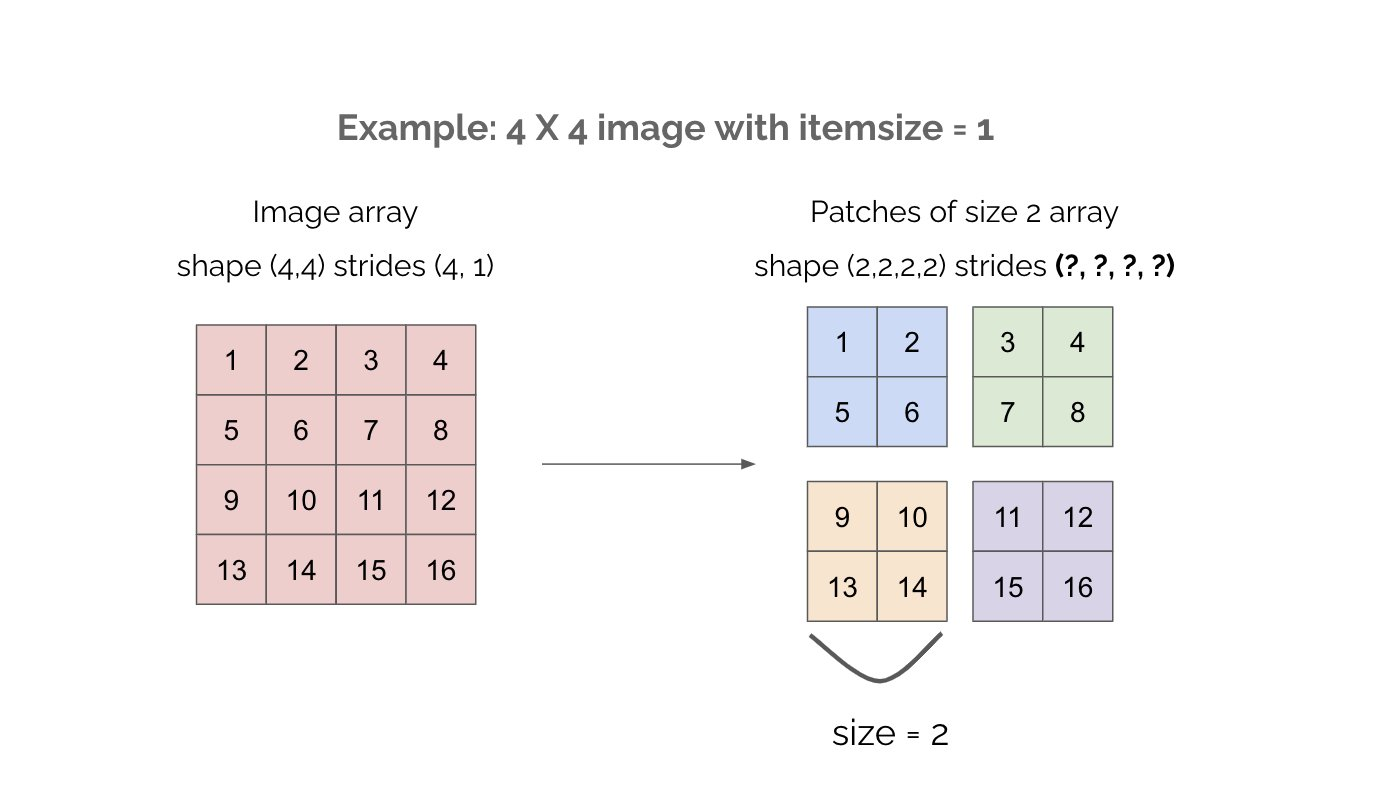 Example: 4 X 4 image with itemsize = 1
Image array
shape (4,4) strides (4, 1)
1 2 3 4
5 6 7 8
9 10 11 12
13 14 15 16
Patches of size 2 array
shape (2,2,2,2) strides (?, ?, ?, ?)
1 2 3 4
5 6 7 8
9 10 11 12
13 14 15 16
size = 2